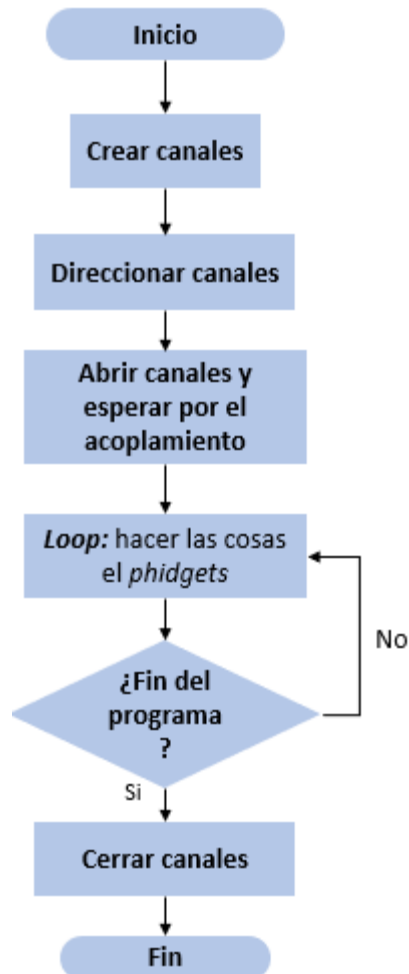 Inicio
Crear canales
Direccionar canales
Abrir canales y
esperar por el
acoplamiento
Loop: hacer las cosas
el phidgets
No
¿Fin del
programa
?
Si
Cerrar canales
Fin